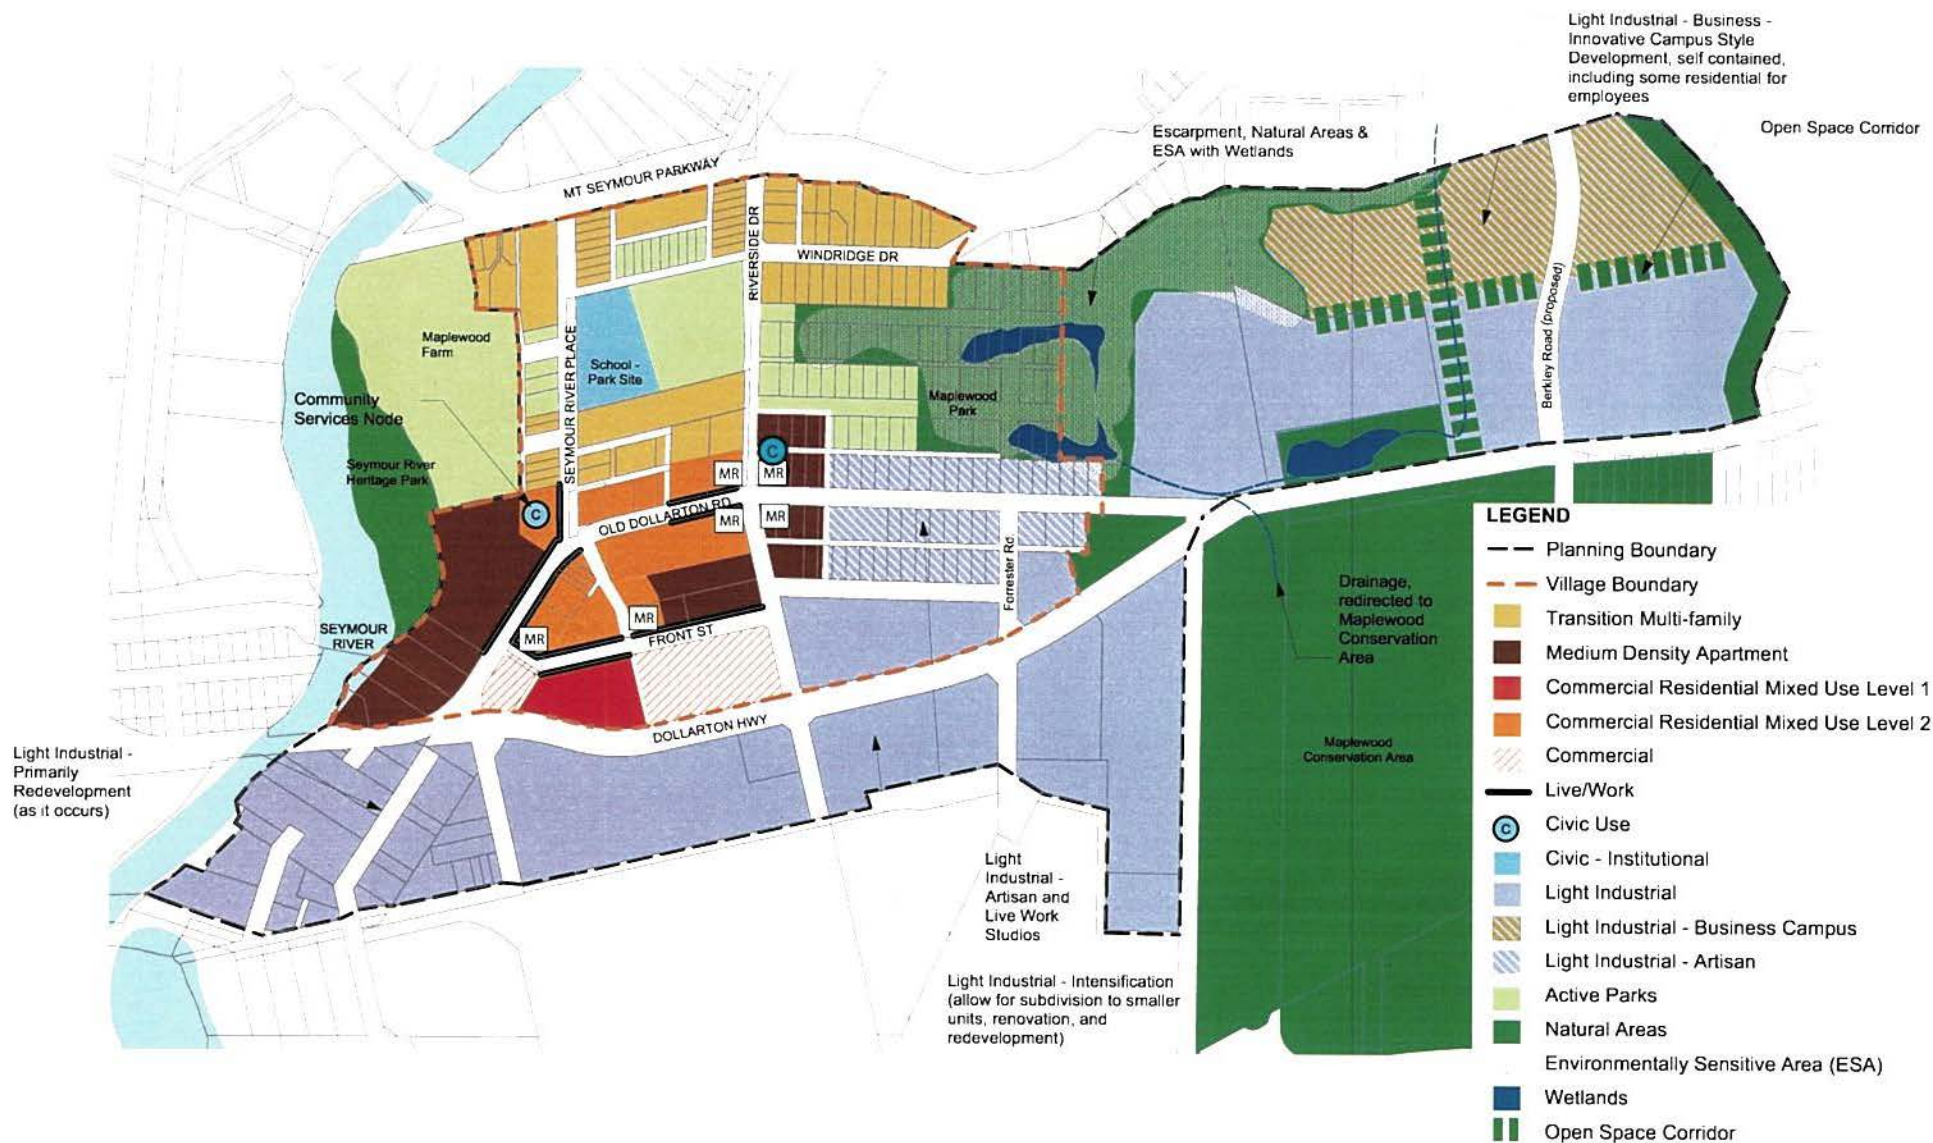 Light Industrial - Business -
Innovative Campus Style
Development, self contained,
including some residential for
employees
Open Space Corridor
Escarpment, Natural Areas &
ESA with Wetlands
MT SEYMOUR PARKWAY
RIVERSIDE DR
WINDRIDGE DR
Maplewood
Farm
SEYMOUR RIVER PLACE
School -
Park Site
Berkley Road (proposed)
Community
Services Node
Maplewood
Park
Seymour River
Heritage Park
C
MR
MR
C
OLD DOLLARTON RD
MR
MR
Forrester Rd.
Drainage,
redirected to
Maplewood
Conservation
Area
SEYMOUR
RIVER
MR
MR
FRONT ST
DOLLARTON HWY
Maplewood
Conservation Area
Light Industrial -
Primarily
Redevelopment
(as it occurs)
Light
Industrial -
Artisan and
Live Work
Studios
Light Industrial - Intensification
(allow for subdivision to smaller
units, renovation, and
redevelopment)
LEGEND
Planning Boundary
Village Boundary
Transition Multi-family
Medium Density Apartment
Commercial Residential Mixed Use Level 1
Commercial Residential Mixed Use Level 2
Commercial
Live/Work
C Civic Use
Civic - Institutional
Light Industrial
Light Industrial - Business Campus
Light Industrial - Artisan
Active Parks
Natural Areas
Environmentally Sensitive Area (ESA)
Wetlands
Open Space Corridor